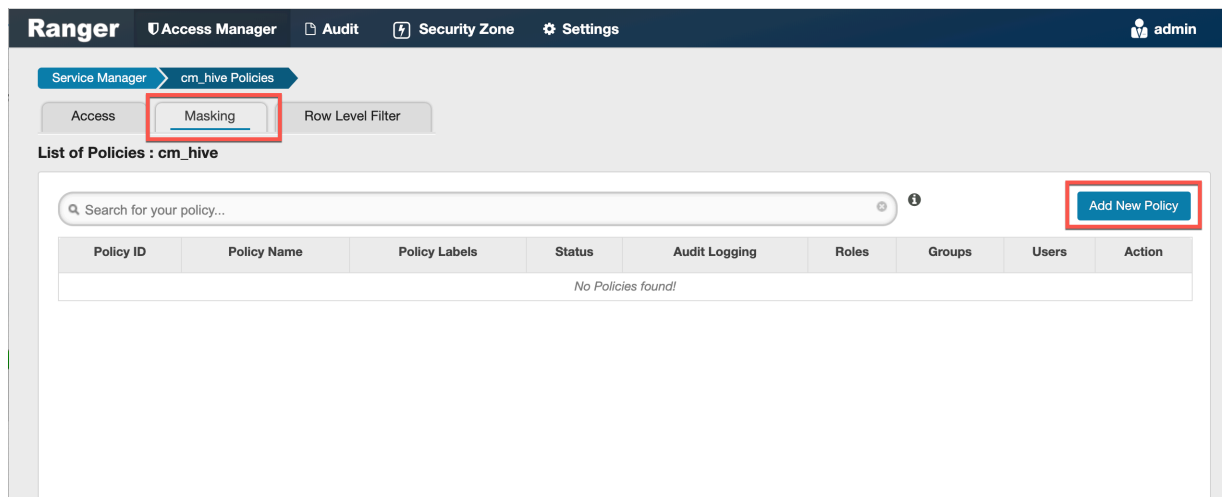 Ranger Access Manager Audit Security Zone Settings admin
Service Manager cm_hive Policies
Access Masking Row Level Filter
List of Policies : cm_hive
Search for your policy...
Add New Policy
Policy ID Policy Name Policy Labels Status Audit Logging Roles Groups Users Action
No Policies found!